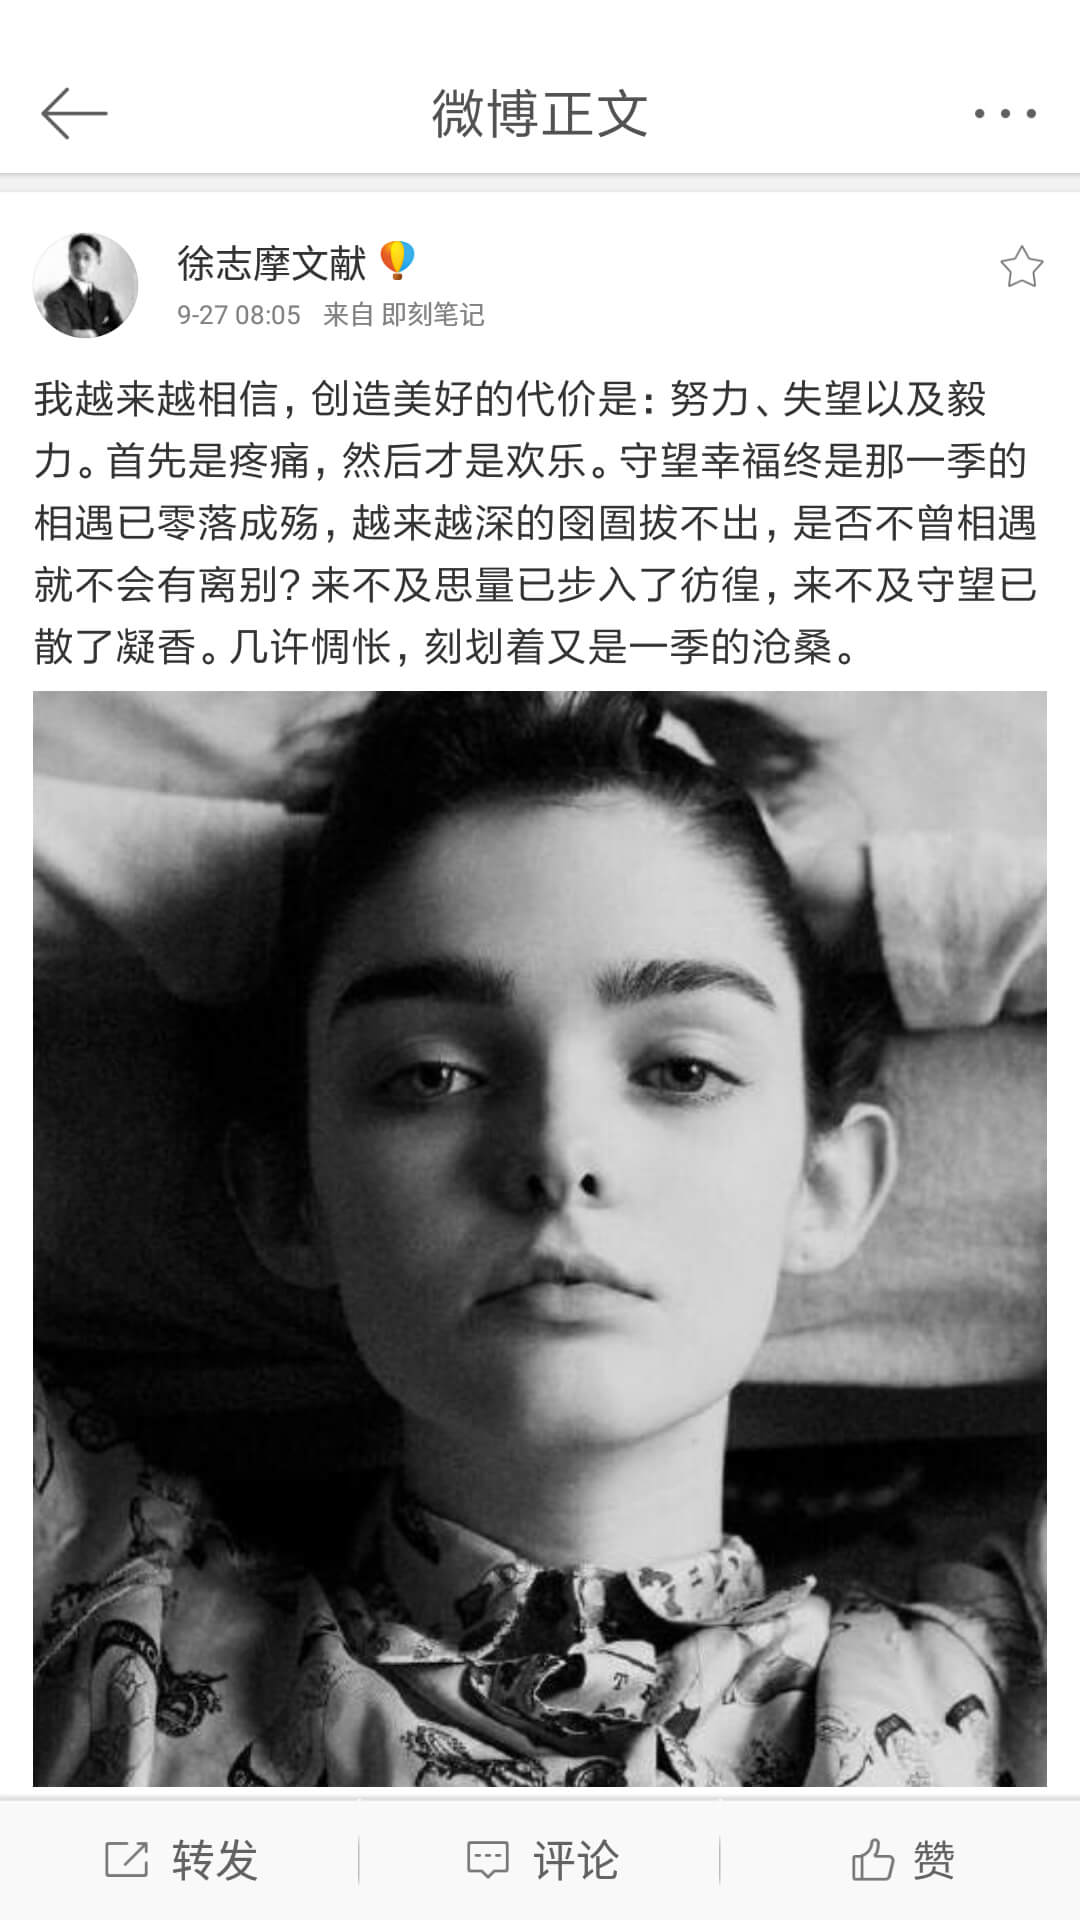 微博正文
徐志摩文献
9-27 08:05 来自 即刻笔记
我越来越相信，创造美好的代价是：努力、失望以及毅
力。首先是疼痛，然后才是欢乐。守望幸福终是那一季的
相遇已零落成殇，越来越深的囹圄拔不出，是否不曾相遇
就不会有离别？来不及思量已步入了彷徨，来不及守望已
散了凝香。几许惆怅，刻划着又是一季的沧桑。
转发 评论 赞